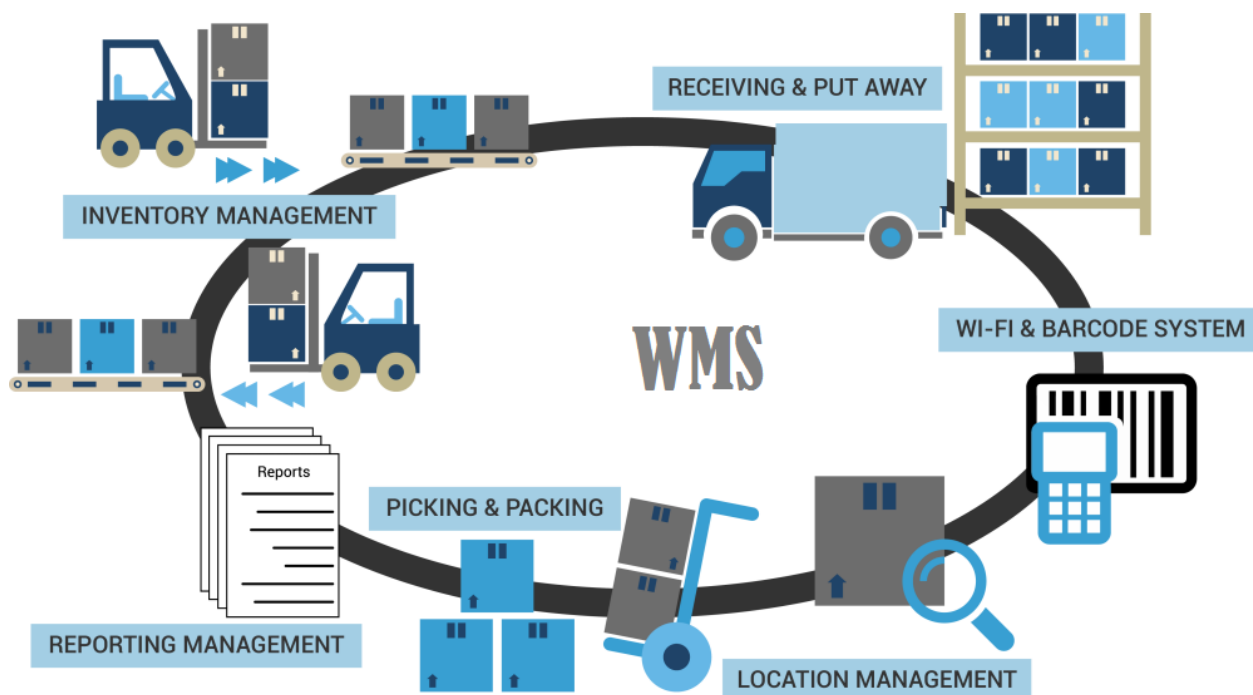 RECEIVING & PUT AWAY
INVENTORY MANAGEMENT
WI-FI & BARCODE SYSTEM
WMS
Reports
PICKING & PACKING
REPORTING MANAGEMENT
LOCATION MANAGEMENT